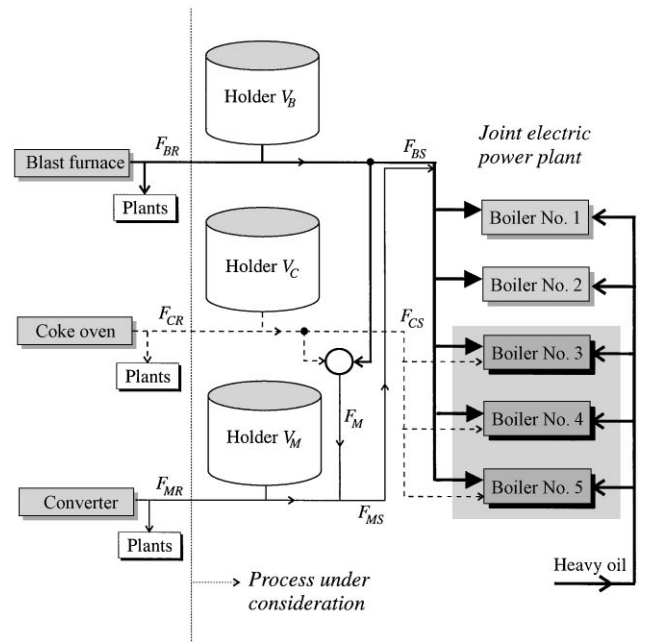 Holder V_B
Joint electric
power plant
F_BR
F_BS
Blast furnace
Plants
Boiler No. 1
Holder V_C
Boiler No. 2
F_CR
F_CS
Coke oven
Boiler No. 3
Plants
F_M
Boiler No. 4
Holder V_M
F_MR
Boiler No. 5
Converter
F_MS
Plants
Heavy oil
Process under
consideration